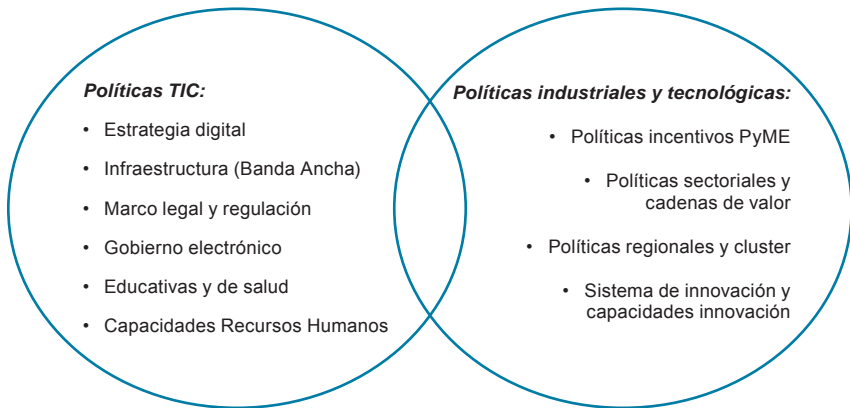 Políticas TIC:
• Estrategia digital
• Infraestructura (Banda Ancha)
• Marco legal y regulación
• Gobierno electrónico
• Educativas y de salud
• Capacidades Recursos Humanos
Políticas industriales y tecnológicas:
• Políticas incentivos PyME
• Políticas sectoriales y
cadenas de valor
• Políticas regionales y cluster
• Sistema de innovación y
capacidades innovación